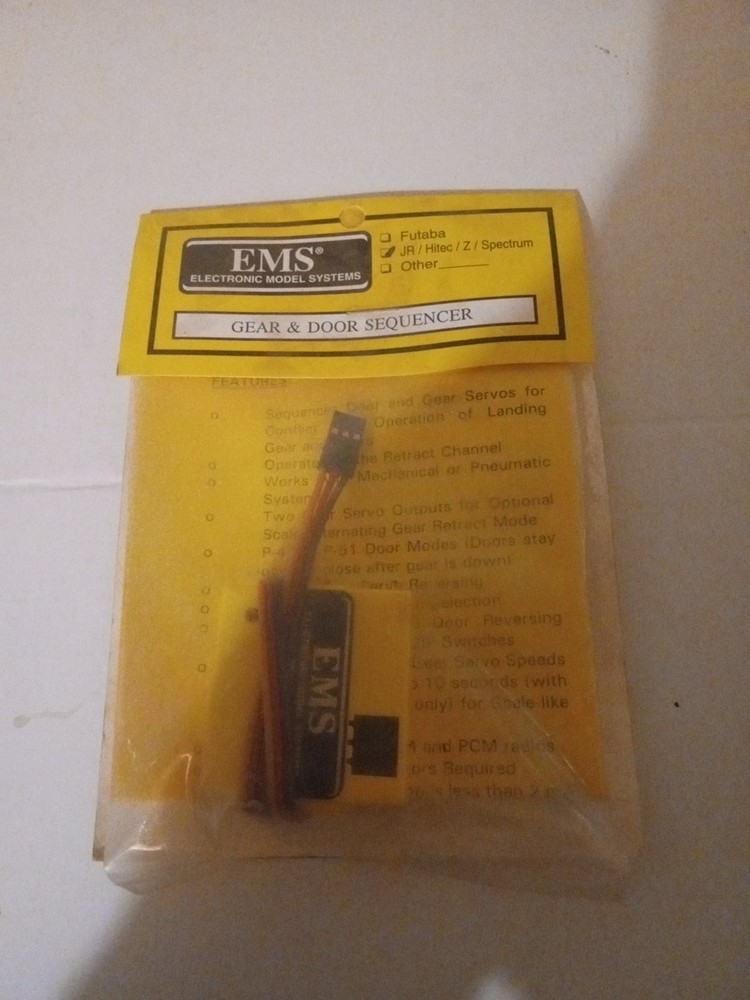 EMS®
ELECTRONIC MODEL SYSTEMS
Futaba
JR / Hitec / Z / Spectrum
Other
GEAR & DOOR SEQUENCER
FEATURES
Door and Gear Servos for
Operation of Landing
Gear
the Retract Channel
Works Mechanical or Pneumatic
System
Two Servo Outputs for Optional
Scale Alternating Gear Retract Mode
P-51 Door Modes (Doors stay
close after gear is down)
Servo Reversing
Selection
Door Reversing
Switches
Gear Servo Speeds
10 seconds (with
only) for Scale-like
and PCM radios
Required
less than 2
EMS